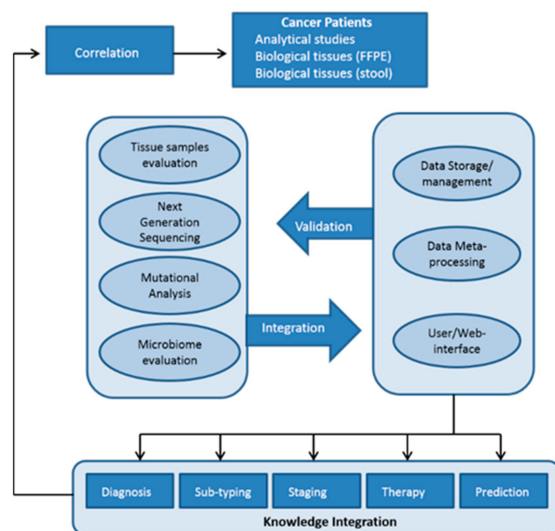 Correlation
Cancer Patients
Analytical studies
Biological tissues (FFPE)
Biological tissues (stool)
Tissue samples
evaluation
Next
Generation
Sequencing
Mutational
Analysis
Microbiome
evaluation
Validation
Integration
Data Storage/
management
Data Meta-
processing
User/Web-
interface
Diagnosis
Sub-typing
Staging
Therapy
Prediction
Knowledge Integration